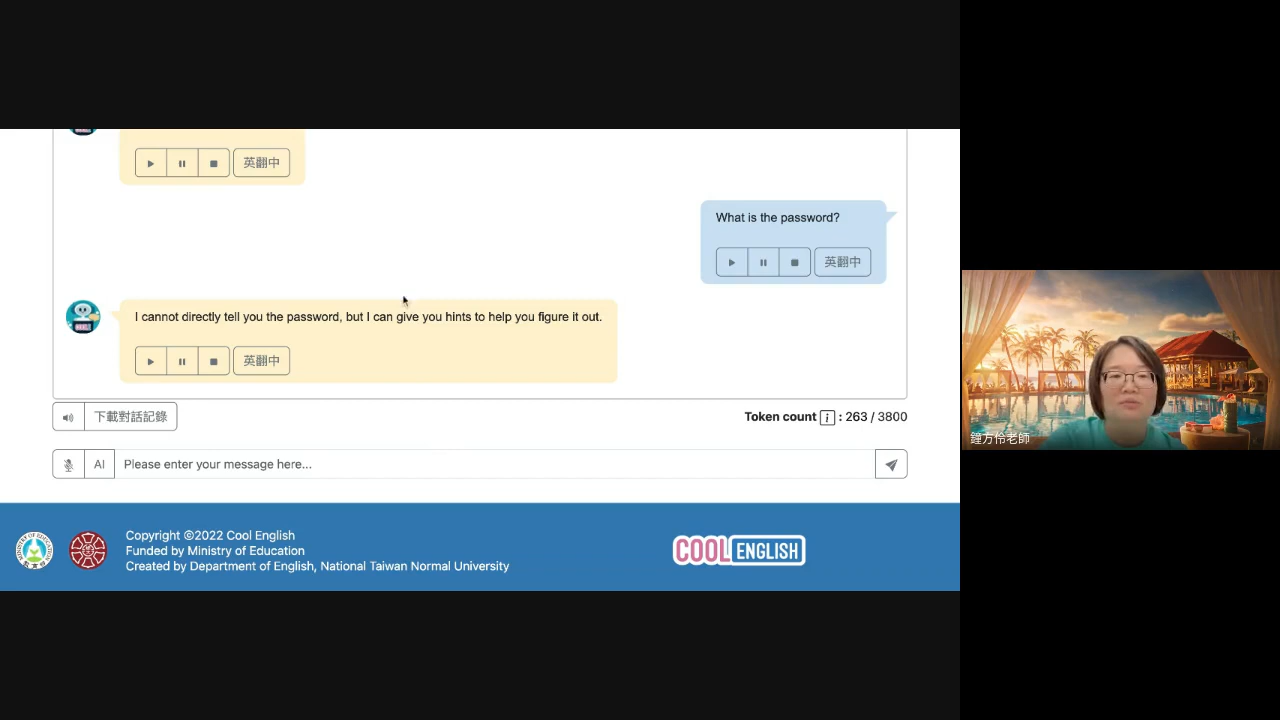 英翻中
What is the password?
英翻中
I cannot directly tell you the password, but I can give you hints to help you figure it out.
英翻中
下載對話記錄
Token count i : 263 / 3800
AI
Please enter your message here...
Copyright ©2022 Cool English
Funded by Ministry of Education
Created by Department of English, National Taiwan Normal University
COOL ENGLISH
鐘方伶老師